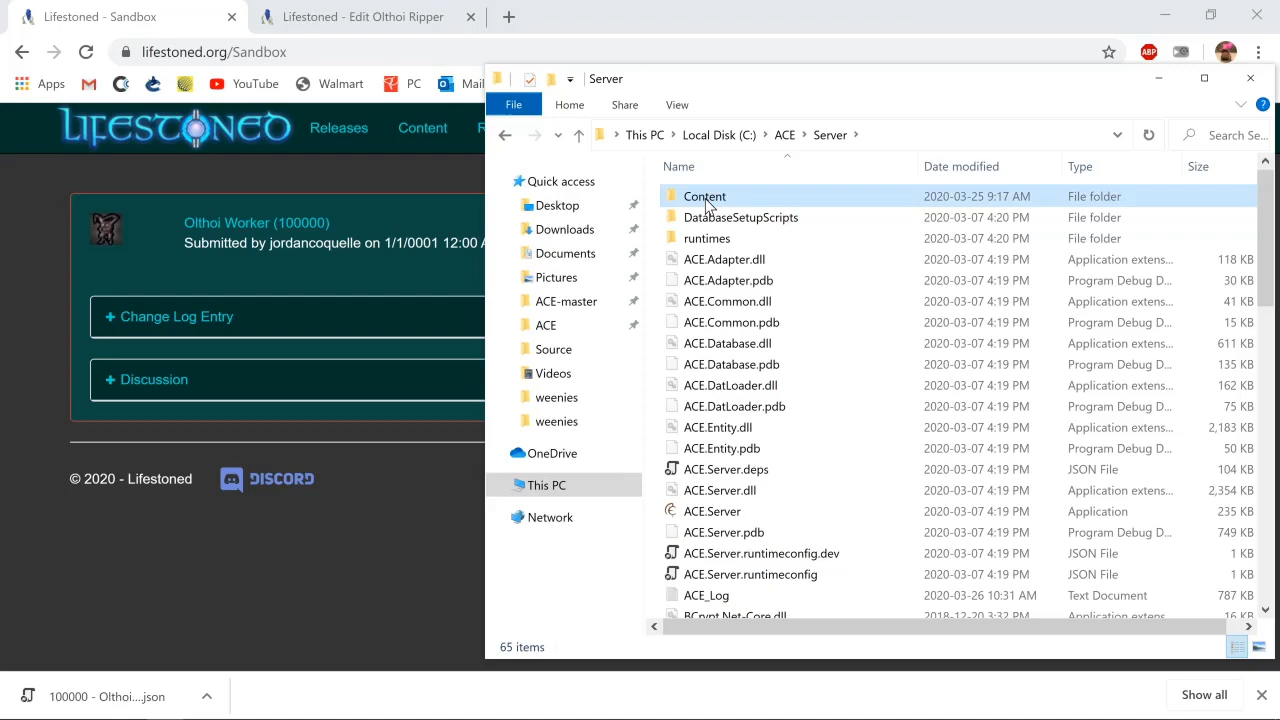 Lifestoned - Sandbox
Lifestoned - Edit Olthoi Ripper
lifestoned.org/Sandbox
ABP
Apps
YouTube
Walmart
PC
Mail
LIFESTONED
Releases
Content
R
Olthoi Worker (100000)
Submitted by jordancoquelle on 1/1/0001 12:00 A
+ Change Log Entry
+ Discussion
© 2020 - Lifestoned
DISCORD
Server
File
Home
Share
View
This PC
Local Disk (C:)
ACE
Server
Search Se...
Quick access
Desktop
Downloads
Documents
Pictures
ACE-master
ACE
Source
Videos
weenies
weenies
OneDrive
This PC
Network
Name Date modified Type Size
Content 2020-03-25 9:17 AM File folder
DatabaseSetupScripts 2020-03-07 4:20 PM File folder
runtimes 2020-03-07 4:20 PM File folder
ACE.Adapter.dll 2020-03-07 4:19 PM Application extens... 118 KB
ACE.Adapter.pdb 2020-03-07 4:19 PM Program Debug D... 30 KB
ACE.Common.dll 2020-03-07 4:19 PM Application extens... 41 KB
ACE.Common.pdb 2020-03-07 4:19 PM Program Debug D... 15 KB
ACE.Database.dll 2020-03-07 4:19 PM Application extens... 611 KB
ACE.Database.pdb 2020-03-07 4:19 PM Program Debug D... 135 KB
ACE.DatLoader.dll 2020-03-07 4:19 PM Application extens... 162 KB
ACE.DatLoader.pdb 2020-03-07 4:19 PM Program Debug D... 75 KB
ACE.Entity.dll 2020-03-07 4:19 PM Application extens... 2,183 KB
ACE.Entity.pdb 2020-03-07 4:19 PM Program Debug D... 50 KB
ACE.Server.deps 2020-03-07 4:19 PM JSON File 104 KB
ACE.Server.dll 2020-03-07 4:19 PM Application extens... 2,354 KB
ACE.Server 2020-03-07 4:19 PM Application 235 KB
ACE.Server.pdb 2020-03-07 4:19 PM Program Debug D... 749 KB
ACE.Server.runtimeconfig.dev 2020-03-07 4:19 PM JSON File 1 KB
ACE.Server.runtimeconfig 2020-03-07 4:19 PM JSON File 1 KB
ACE_Log 2020-03-26 10:31 AM Text Document 787 KB
BCrypt.Net-Core.dll 2018-12-20 3:32 PM Application extens... 16 KB
65 items
100000 - Olthoi....json
Show all